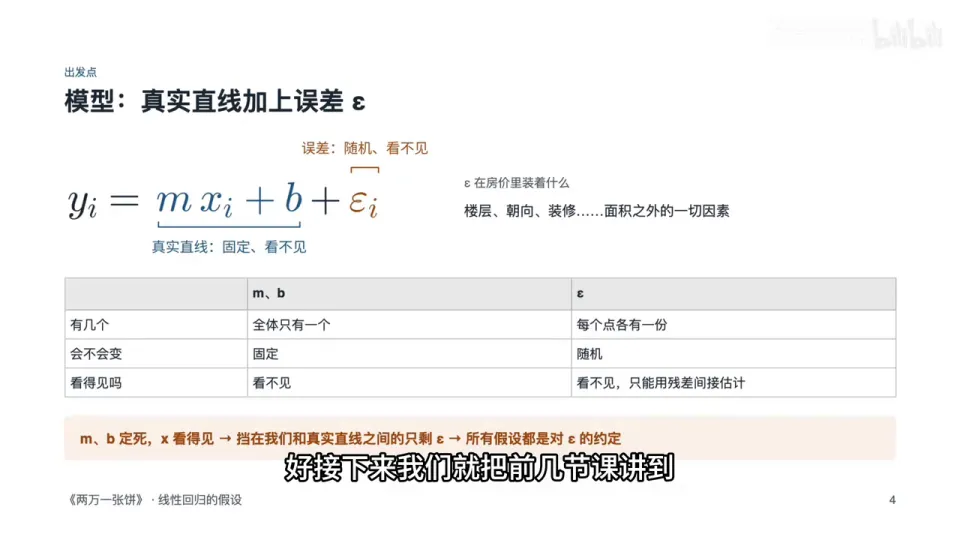 bilibili
出发点
模型：真实直线加上误差 ε
误差：随机、看不见
yᵢ = m xᵢ + b + εᵢ
真实直线：固定、看不见
ε 在房价里装着什么
楼层、朝向、装修……面积之外的一切因素
m、b ε
有几个 全体只有一个 每个点各有一份
会不会变 固定 随机
看得见吗 看不见 看不见，只能用残差间接估计
m、b 定死，x 看得见 → 挡在我们和真实直线之间的只剩 ε → 所有假设都是对 ε 的约定
好接下来我们就把前几节课讲到
《两万一张饼》 · 线性回归的假设
4